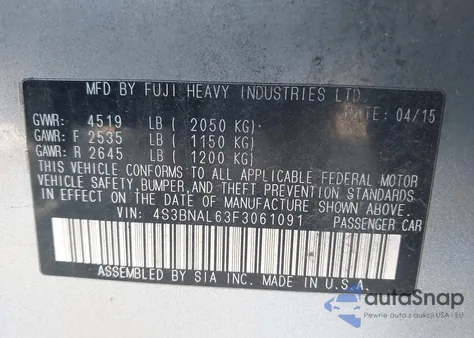 MFD BY FUJI HEAVY INDUSTRIES LTD.
DATE: 04/15
GVWR: 4519 LB ( 2050 KG)
GAWR: F 2535 LB ( 1150 KG)
GAWR: R 2645 LB ( 1200 KG)
THIS VEHICLE CONFORMS TO ALL APPLICABLE FEDERAL MOTOR
VEHICLE SAFETY, BUMPER, AND THEFT PREVENTION STANDARDS
IN EFFECT ON THE DATE OF MANUFACTURE SHOWN ABOVE.
VIN: 4S3BNAL63F3061091
PASSENGER CAR
ASSEMBLED BY SIA INC. MADE IN U.S.A.
autoSnap
Pewne auto z USA i EU